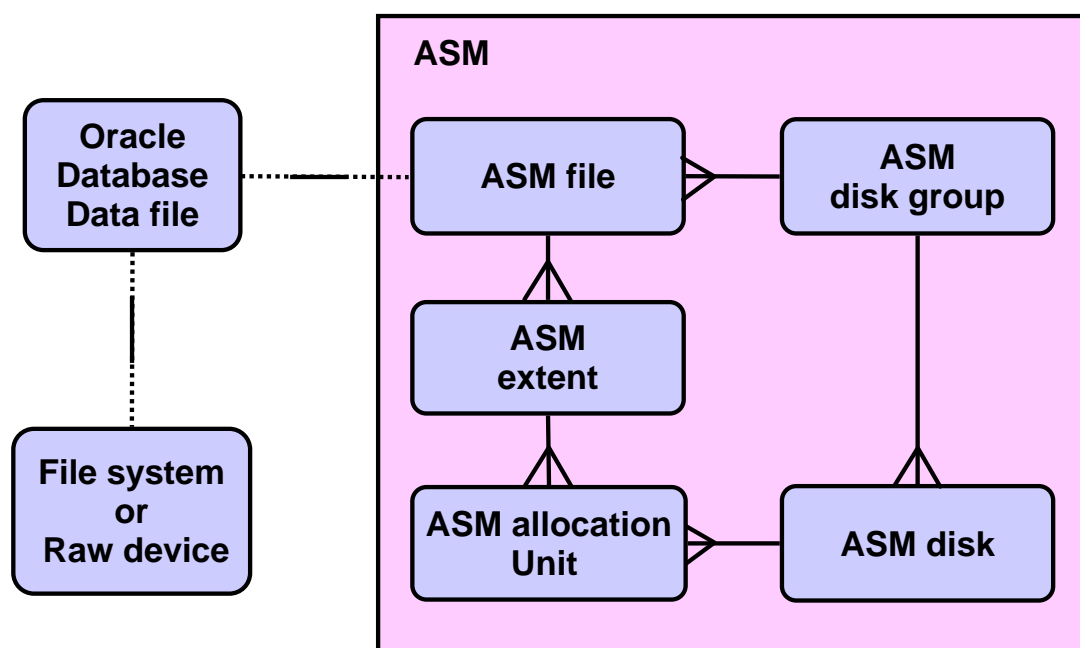 ASM
Oracle
Database
Data file
ASM file
ASM
disk group
ASM
extent
File system
or
Raw device
ASM allocation
Unit
ASM disk